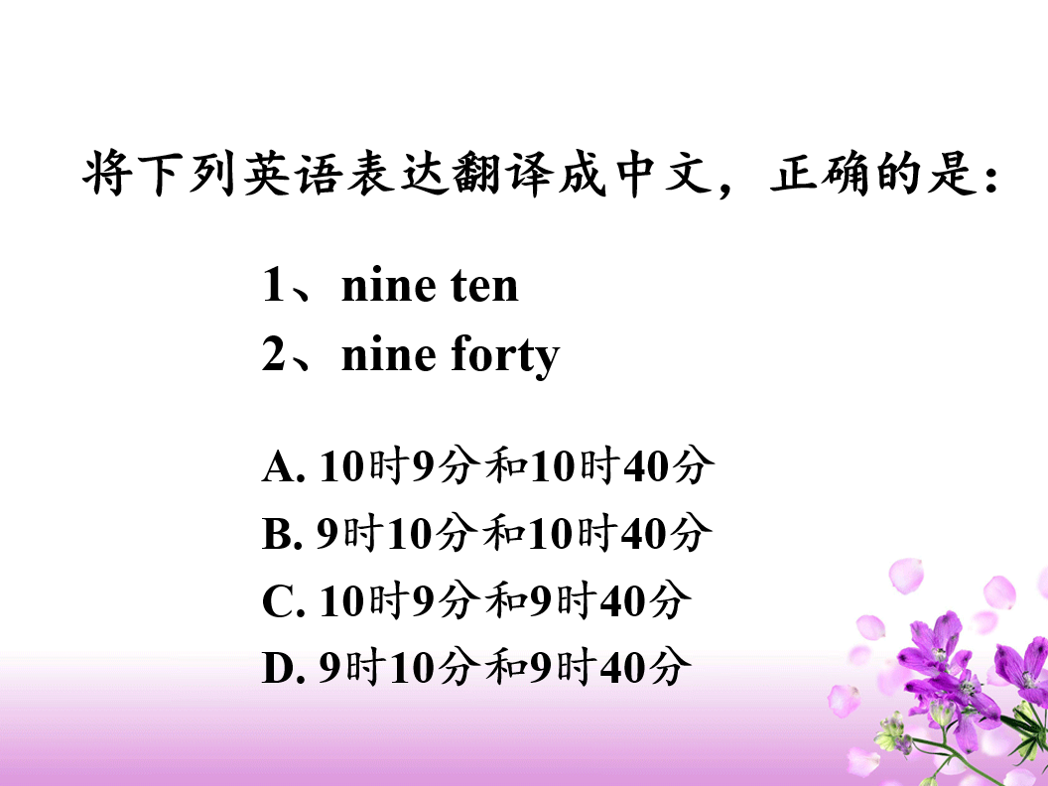 将下列英语表达翻译成中文，正确的是：
1、nine ten
2、nine forty
A. 10时9分和10时40分
B. 9时10分和10时40分
C. 10时9分和9时40分
D. 9时10分和9时40分